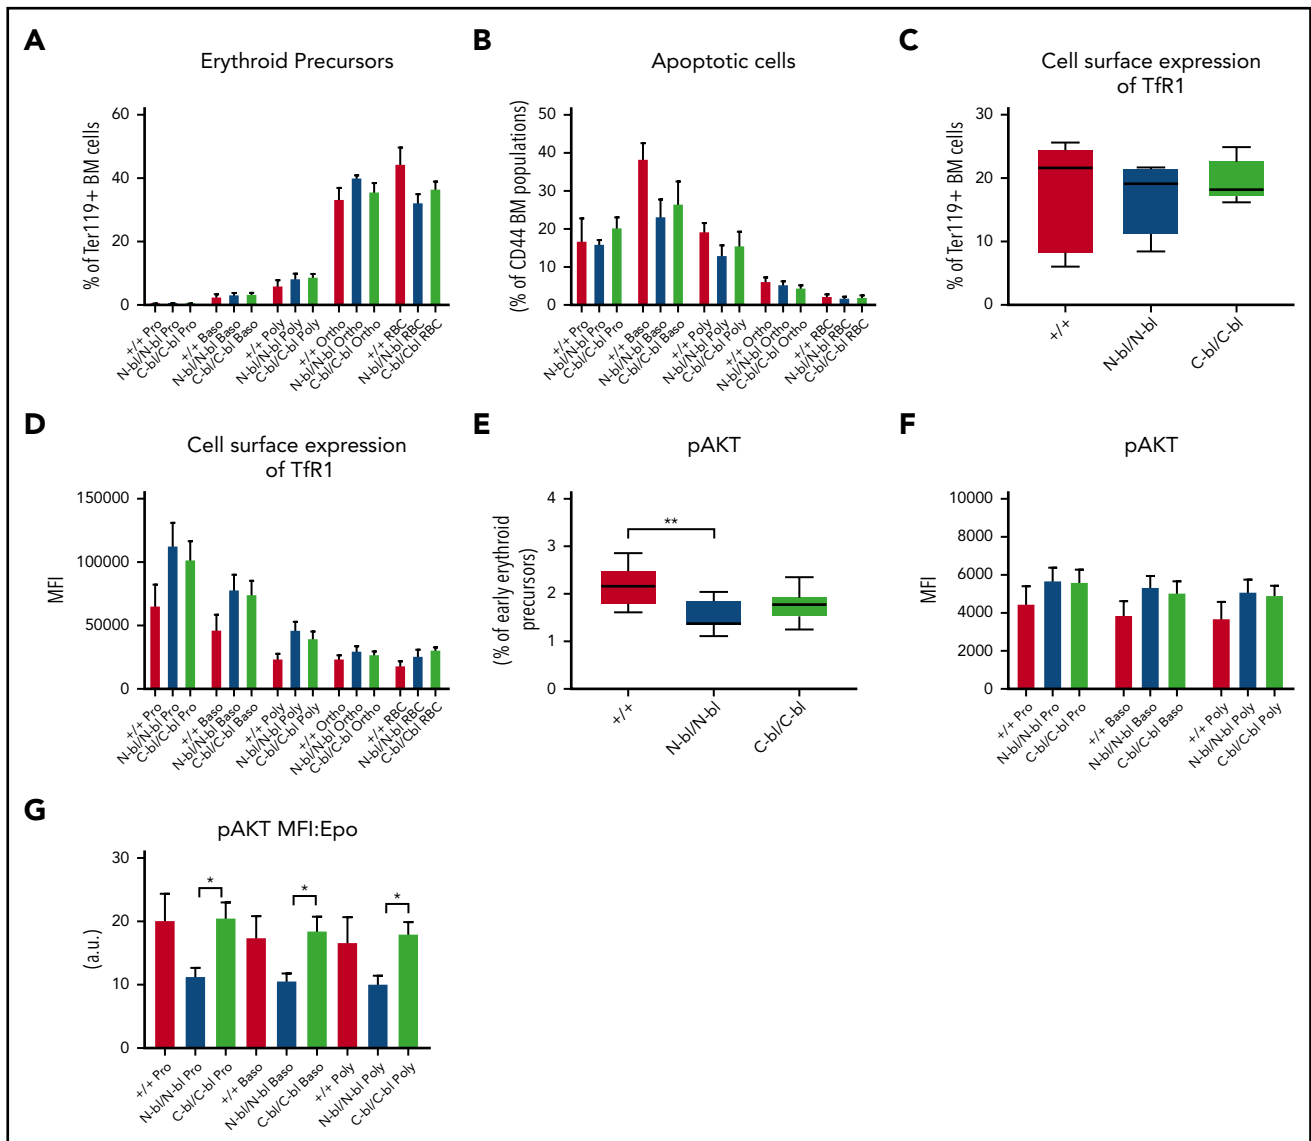 A
Erythroid Precursors
% of Ter119+ BM cells
60
40
20
0
+/+ Pro
N-bl/N-bl Pro
C-bl/C-bl Pro
+/+ Baso
N-bl/N-bl Baso
C-bl/C-bl Baso
+/+ Poly
N-bl/N-bl Poly
C-bl/C-bl Poly
+/+ Ortho
N-bl/N-bl Ortho
C-bl/C-bl Ortho
+/+ RBC
N-bl/N-bl RBC
C-bl/Cbl RBC
B
Apoptotic cells
(% of CD44 BM populations)
50
40
30
20
10
0
+/+ Pro
N-bl/N-bl Pro
C-bl/C-bl Pro
+/+ Baso
N-bl/N-bl Baso
C-bl/C-bl Baso
+/+ Poly
N-bl/N-bl Poly
C-bl/C-bl Poly
+/+ Ortho
N-bl/N-bl Ortho
C-bl/C-bl Ortho
+/+ RBC
N-bl/N-bl RBC
C-bl/Cbl RBC
C
Cell surface expression
of TfR1
% of Ter119+ BM cells
30
20
10
0
+/+
N-bl/N-bl
C-bl/C-bl
D
Cell surface expression
of TfR1
MFI
150000
100000
50000
0
+/+ Pro
N-bl/N-bl Pro
C-bl/C-bl Pro
+/+ Baso
N-bl/N-bl Baso
C-bl/C-bl Baso
+/+ Poly
N-bl/N-bl Poly
C-bl/C-bl Poly
+/+ Ortho
N-bl/N-bl Ortho
C-bl/C-bl Ortho
+/+ RBC
N-bl/N-bl RBC
C-bl/Cbl RBC
E
pAKT
(% of early erythroid
precursors)
4
3
2
1
0
**
+/+
N-bl/N-bl
C-bl/C-bl
F
pAKT
MFI
10000
8000
6000
4000
2000
0
+/+ Pro
N-bl/N-bl Pro
C-bl/C-bl Pro
+/+ Baso
N-bl/N-bl Baso
C-bl/C-bl Baso
+/+ Poly
N-bl/N-bl Poly
C-bl/C-bl Poly
G
pAKT MFI:Epo
(a.u.)
30
20
10
0
*
*
*
+/+ Pro
N-bl/N-bl Pro
C-bl/C-bl Pro
+/+ Baso
N-bl/N-bl Baso
C-bl/C-bl Baso
+/+ Poly
N-bl/N-bl Poly
C-bl/C-bl Poly